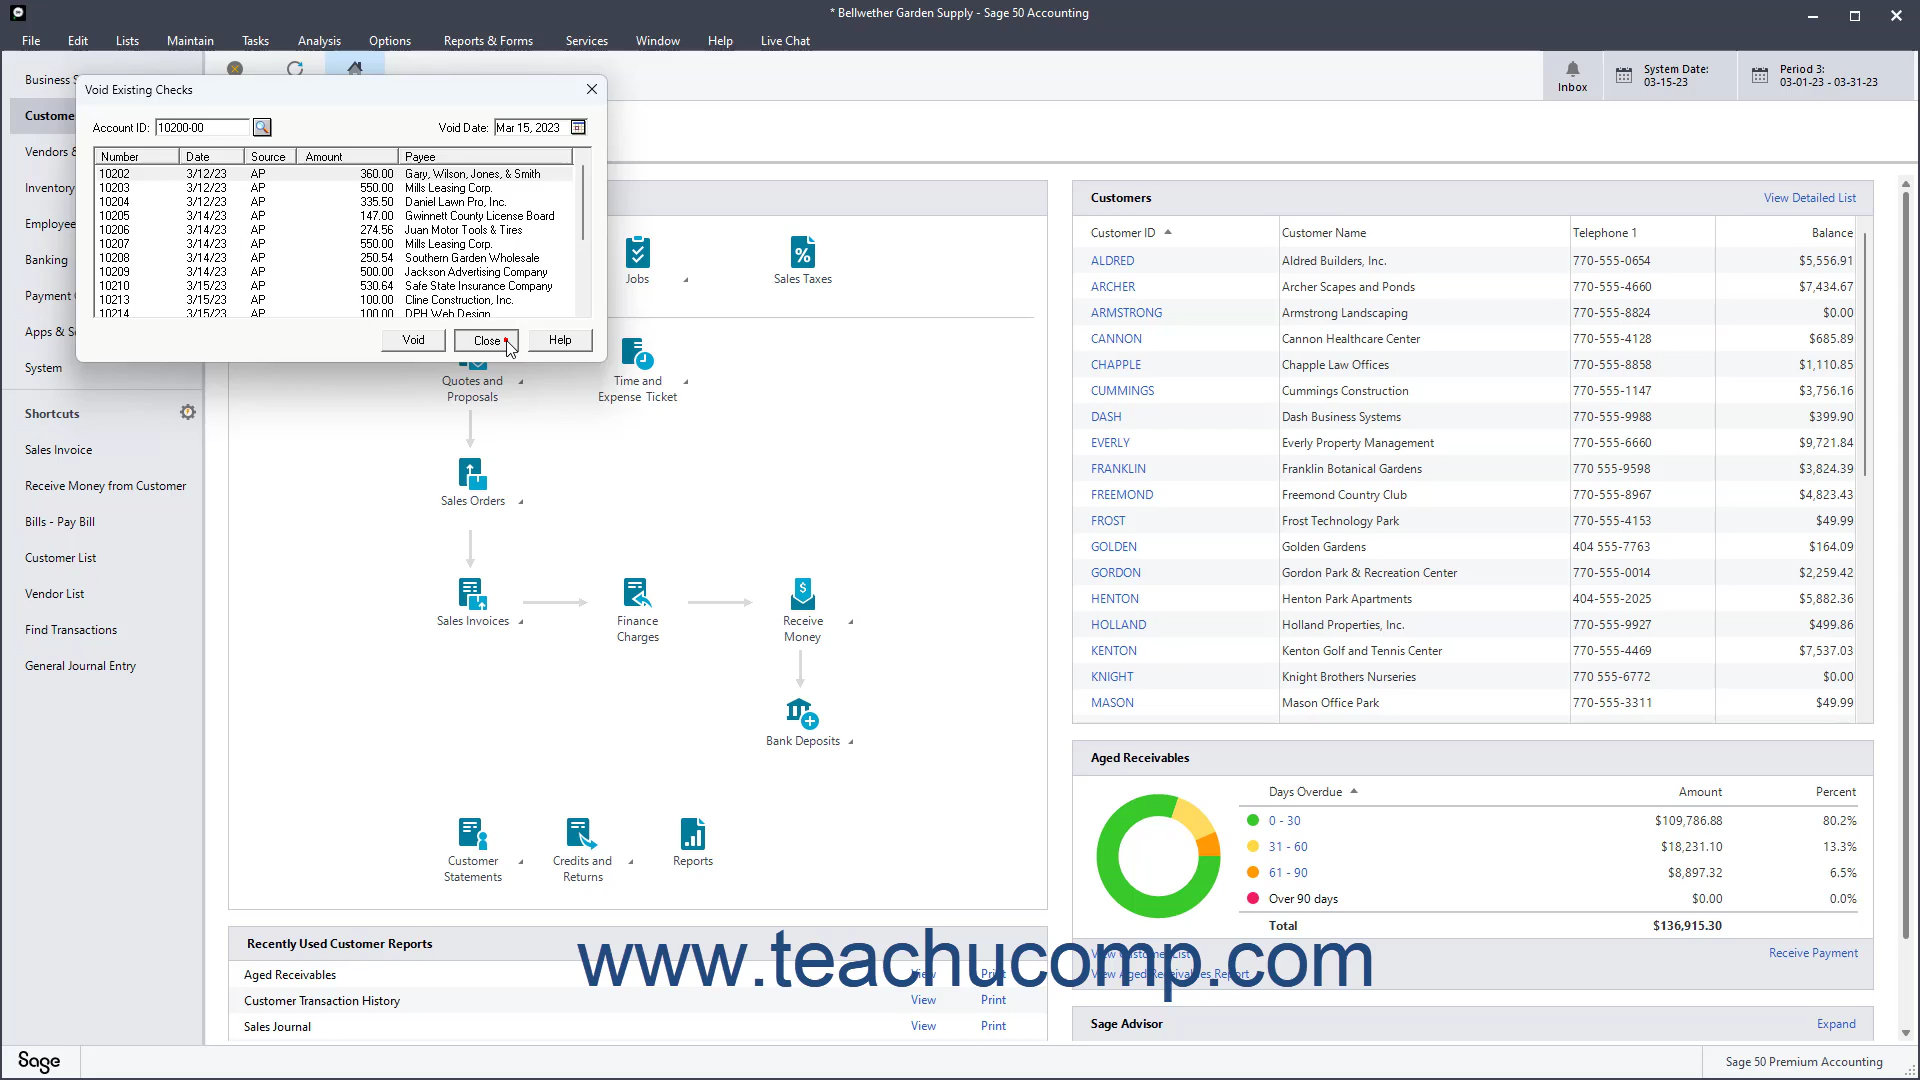 * Bellwether Garden Supply - Sage 50 Accounting
File Edit Lists Maintain Tasks Analysis Options Reports & Forms Services Window Help Live Chat
Inbox
System Date:
03-15-23
Period 3:
03-01-23 - 03-31-23
Business S
Custome
Vendors &
Inventory
Employee
Banking
Payment
Apps & S
System
Shortcuts
Sales Invoice
Receive Money from Customer
Bills - Pay Bill
Customer List
Vendor List
Find Transactions
General Journal Entry
Void Existing Checks
Account ID: 10200-00 Void Date: Mar 15, 2023
Number Date Source Amount Payee
10202 3/12/23 AP 360.00 Gary, Wilson, Jones, & Smith
10203 3/12/23 AP 550.00 Mills Leasing Corp.
10204 3/12/23 AP 335.50 Daniel Lawn Pro, Inc.
10205 3/14/23 AP 147.00 Gwinnett County License Board
10206 3/14/23 AP 274.56 Juan Motor Tools & Tires
10207 3/14/23 AP 550.00 Mills Leasing Corp.
10208 3/14/23 AP 250.54 Southern Garden Wholesale
10209 3/14/23 AP 500.00 Jackson Advertising Company
10210 3/15/23 AP 530.64 Safe State Insurance Company
10213 3/15/23 AP 100.00 Cline Construction, Inc.
10214 3/15/23 AP 100.00 DPH Web Design
Void Close Help
Jobs
Sales Taxes
Quotes and
Proposals
Time and
Expense Ticket
Sales Orders
Sales Invoices
Finance
Charges
Receive
Money
Bank Deposits
Customer
Statements
Credits and
Returns
Reports
Recently Used Customer Reports
Aged Receivables View Print
Customer Transaction History View Print
Sales Journal View Print
Customers View Detailed List
Customer ID Customer Name Telephone 1 Balance
ALDRED Aldred Builders, Inc. 770-555-0654 $5,556.91
ARCHER Archer Scapes and Ponds 770-555-4660 $7,434.67
ARMSTRONG Armstrong Landscaping 770-555-8824 $0.00
CANNON Cannon Healthcare Center 770-555-4128 $685.89
CHAPPLE Chapple Law Offices 770-555-8858 $1,110.85
CUMMINGS Cummings Construction 770-555-1147 $3,756.16
DASH Dash Business Systems 770-555-9988 $399.90
EVERLY Everly Property Management 770-555-6660 $9,721.84
FRANKLIN Franklin Botanical Gardens 770 555-9598 $3,824.39
FREEMOND Freemond Country Club 770-555-8967 $4,823.43
FROST Frost Technology Park 770-555-4153 $49.99
GOLDEN Golden Gardens 404 555-7763 $164.09
GORDON Gordon Park & Recreation Center 770-555-0014 $2,259.42
HENTON Henton Park Apartments 404-555-2025 $5,882.36
HOLLAND Holland Properties, Inc. 770-555-9927 $499.86
KENTON Kenton Golf and Tennis Center 770-555-4469 $7,537.03
KNIGHT Knight Brothers Nurseries 770 555-6772 $0.00
MASON Mason Office Park 770-555-3311 $49.99
Aged Receivables
Days Overdue Amount Percent
0 - 30 $109,786.88 80.2%
31 - 60 $18,231.10 13.3%
61 - 90 $8,897.32 6.5%
Over 90 days $0.00 0.0%
Total $136,915.30
View Customer List Receive Payment
View Aged Receivables Report
Sage Advisor Expand
www.teachucomp.com
Sage
Sage 50 Premium Accounting